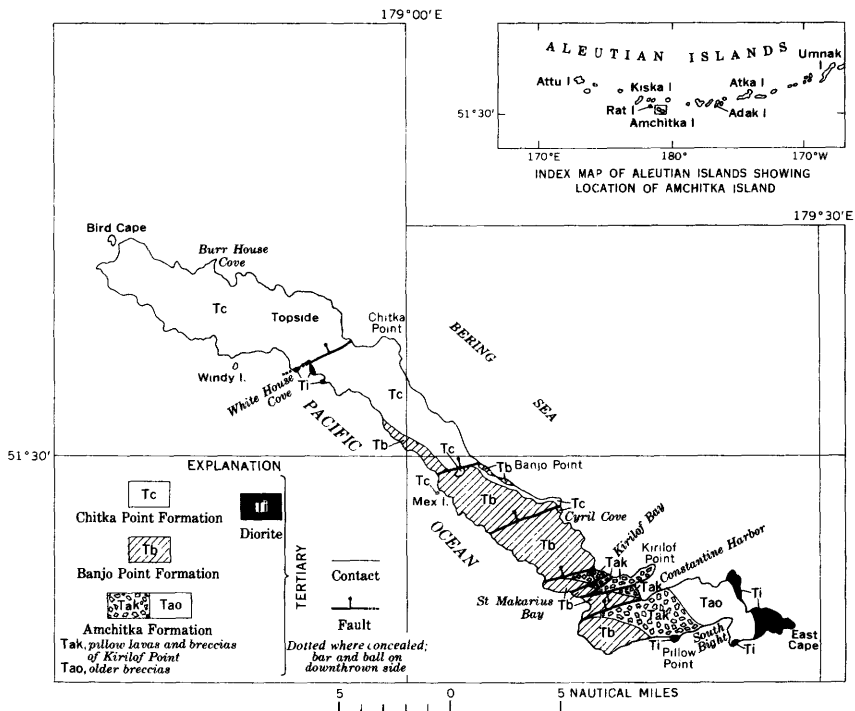 179°00'E
ALEUTIAN ISLANDS
Umnak I
Attu I
Kiska I
Atka I
Rat I
Adak I
Amchitka I
51°30'
170°E
180°
170°W
INDEX MAP OF ALEUTIAN ISLANDS SHOWING
LOCATION OF AMCHITKA ISLAND
179°30'E
Bird Cape
Burr House
Cove
Tc
Topside
Chitka
Point
BERING
SEA
Windy I.
White House
Cove
Ti
Tc
PACIFIC
OCEAN
Tb
Tc
Tb
Banjo Point
51°30'
Tc
Mex I.
Tb
Tc
Cyril Cove
Tb
Kirilof Bay
Kirilof
Point
Constantine Harbor
Tak
Tak
St Makarius
Bay
Tb
Tak
Tao
Ti
Tb
South
Bight
East
Cape
Ti
Pillow
Point
Ti
EXPLANATION
Tc
Chitka Point Formation
Ti
Diorite
Tb
Banjo Point Formation
Tak
Tao
Amchitka Formation
Tak, pillow lavas and breccias
of Kirilof Point
Tao, older breccias
TERTIARY
Contact
Fault
Dotted where concealed;
bar and ball on
downthrown side
5 0 5 NAUTICAL MILES